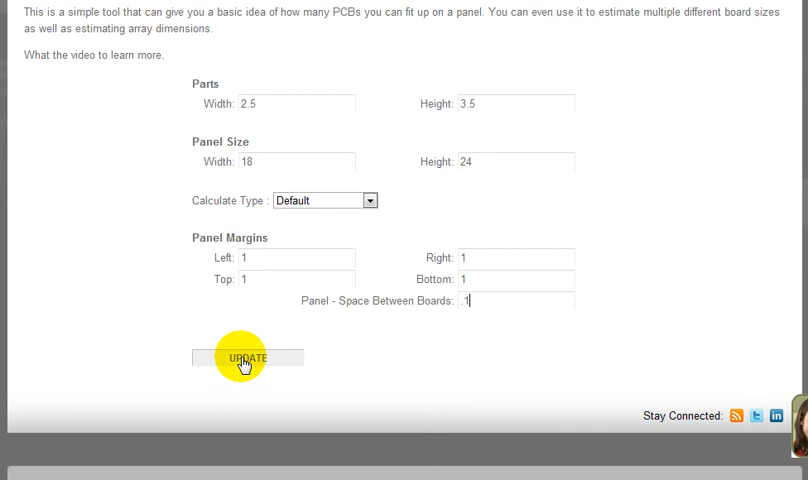 This is a simple tool that can give you a basic idea of how many PCBs you can fit up on a panel. You can even use it to estimate multiple different board sizes
as well as estimating array dimensions.
What the video to learn more.
Parts
Width: 2.5 Height: 3.5
Panel Size
Width: 18 Height: 24
Calculate Type : Default
Panel Margins
Left: 1 Right: 1
Top: 1 Bottom: 1
Panel - Space Between Boards: .1
UPDATE
Stay Connected: